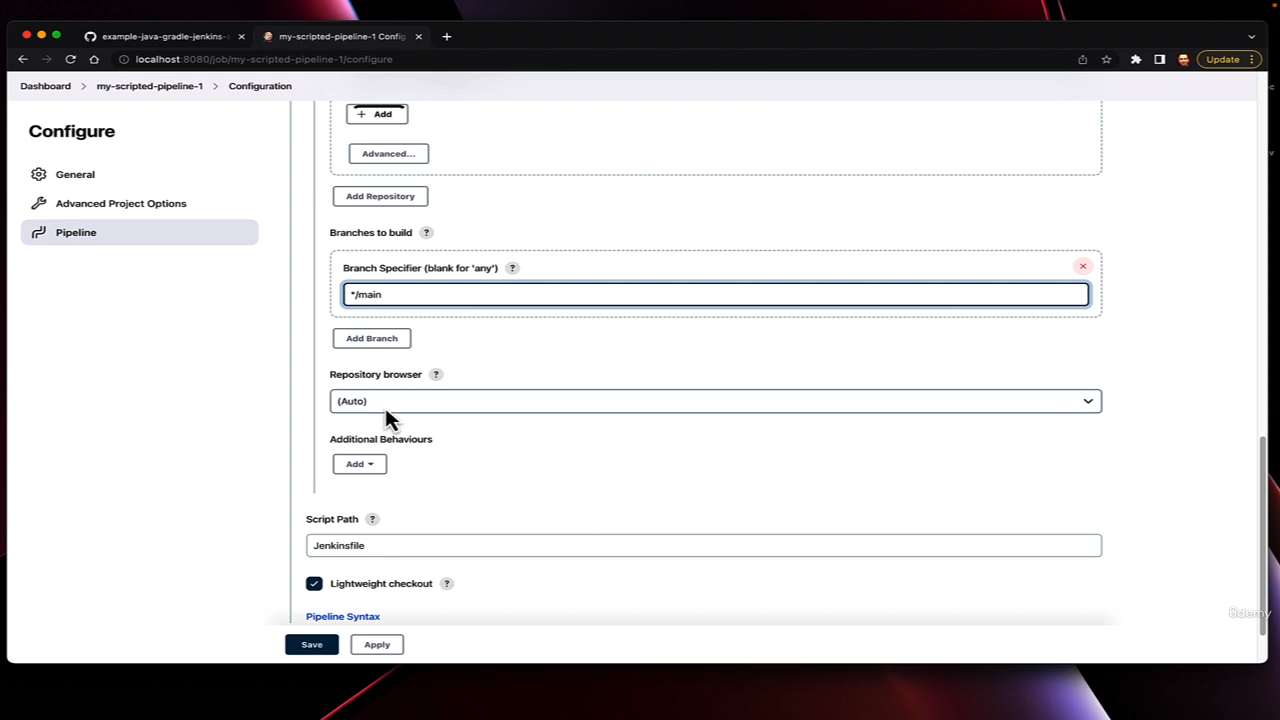 example-java-gradle-jenkins-
my-scripted-pipeline-1 Config
localhost:8080/job/my-scripted-pipeline-1/configure
Update
Dashboard > my-scripted-pipeline-1 > Configuration
Configure
General
Advanced Project Options
Pipeline
+ Add
Advanced...
Add Repository
Branches to build ?
Branch Specifier (blank for 'any') ?
*/main
Add Branch
Repository browser ?
(Auto)
Additional Behaviours
Add
Script Path ?
Jenkinsfile
Lightweight checkout ?
Pipeline Syntax
Save
Apply
ûdemy